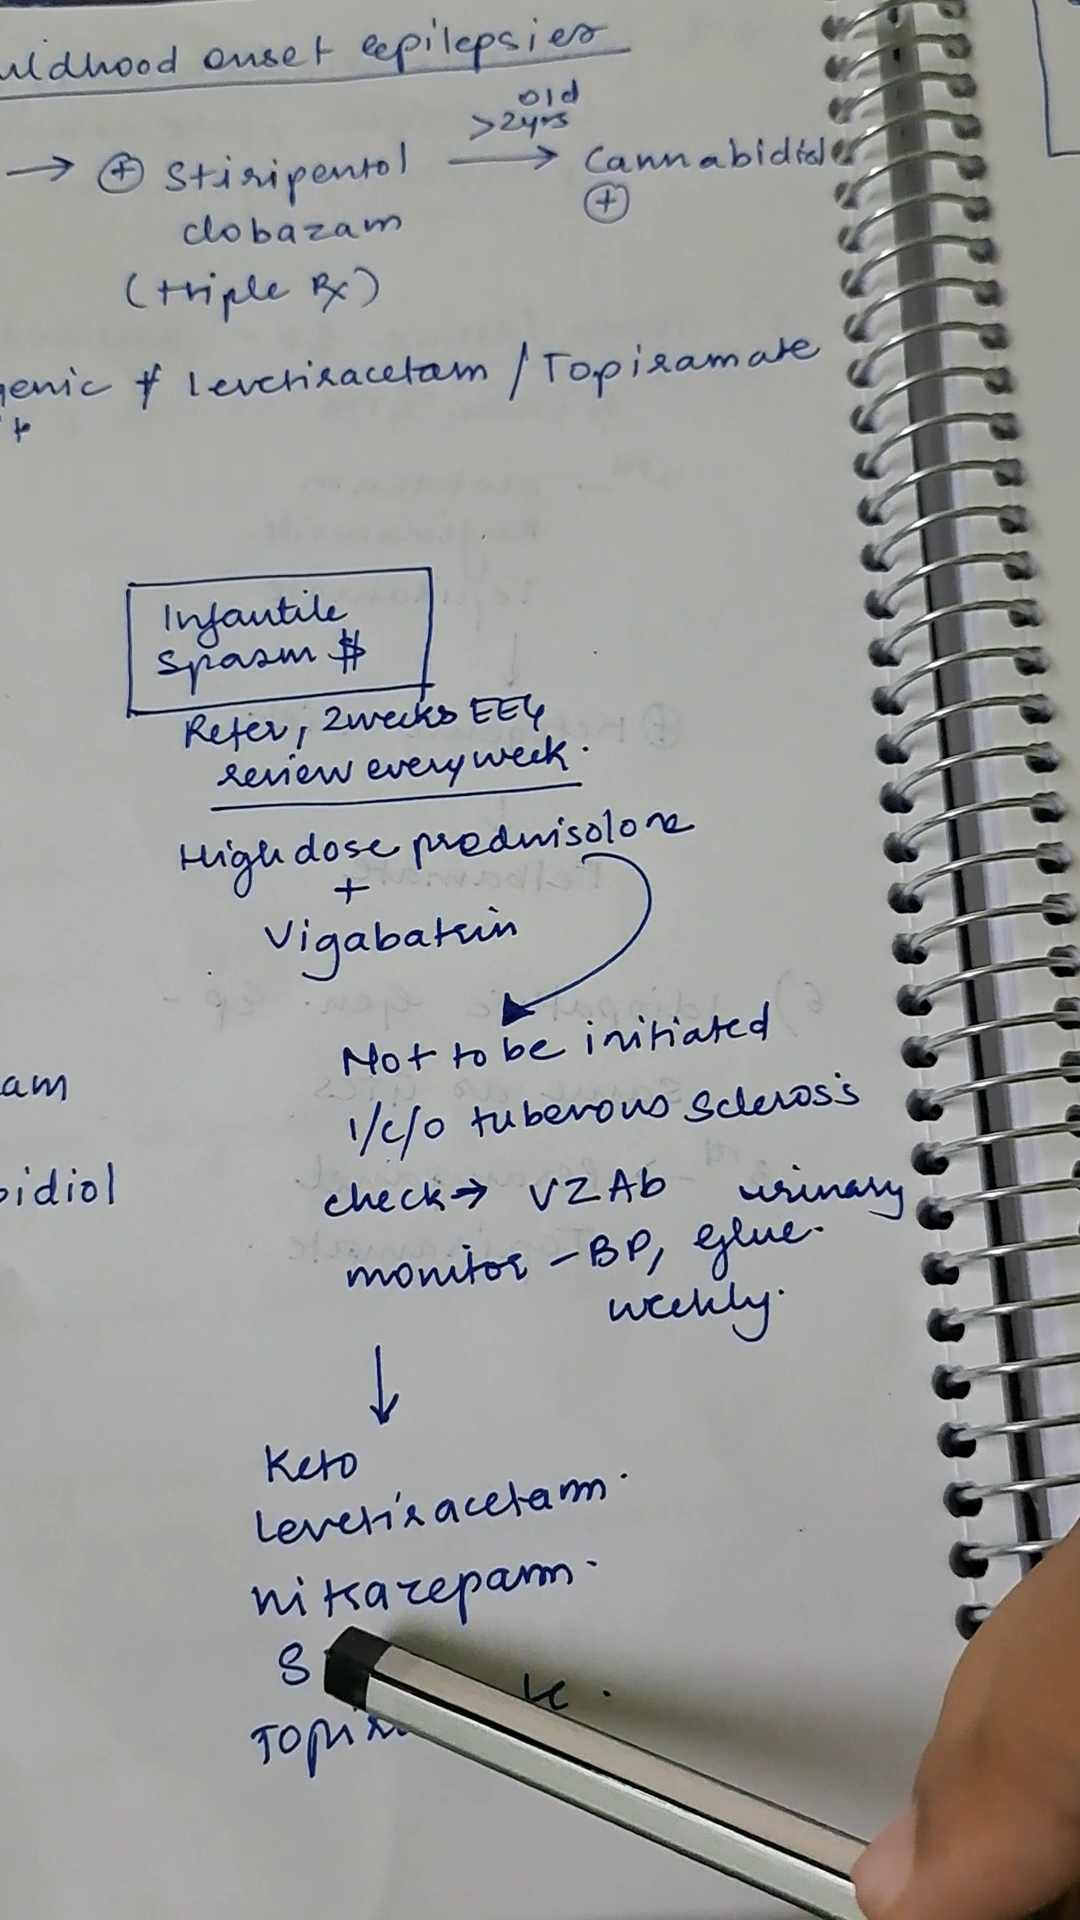 childhood onset epilepsies
old
>2yrs
→ ⊕ Stiripentol → Cannabidiol
clobazam ⊕
(triple Rx)
genic + Levetiracetam / Topiramate
Infantile
Spasm $
Refer, 2weeks EEG
review every week.
High dose prednisolone
+
Vigabatrin
Not to be initiated
am
i/c/o tuberous sclerosis
bidiol
check → VZAb urinary
monitor - BP, gluc.
weekly.
↓
Keto
Levetiracetam.
nitrazepam.